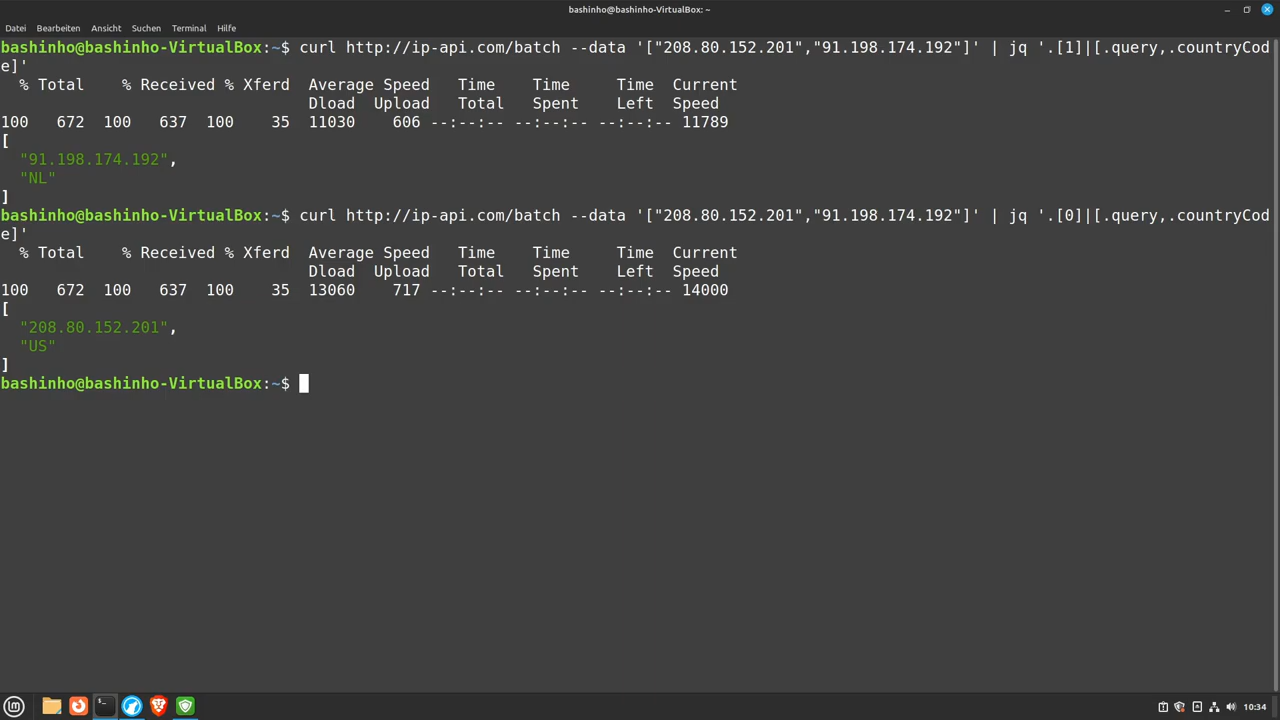 bashinho@bashinho-VirtualBox: ~
Datei Bearbeiten Ansicht Suchen Terminal Hilfe
bashinho@bashinho-VirtualBox:~$ curl http://ip-api.com/batch --data '["208.80.152.201","91.198.174.192"]' | jq '.[1]|[.query,.countryCod
e]'
  % Total    % Received % Xferd  Average Speed   Time    Time     Time  Current
                                 Dload  Upload   Total   Spent    Left  Speed
100   672  100   637  100    35  11030    606 --:--:-- --:--:-- --:--:-- 11789
[
  "91.198.174.192",
  "NL"
]
bashinho@bashinho-VirtualBox:~$ curl http://ip-api.com/batch --data '["208.80.152.201","91.198.174.192"]' | jq '.[0]|[.query,.countryCod
e]'
  % Total    % Received % Xferd  Average Speed   Time    Time     Time  Current
                                 Dload  Upload   Total   Spent    Left  Speed
100   672  100   637  100    35  13060    717 --:--:-- --:--:-- --:--:-- 14000
[
  "208.80.152.201",
  "US"
]
bashinho@bashinho-VirtualBox:~$
10:34